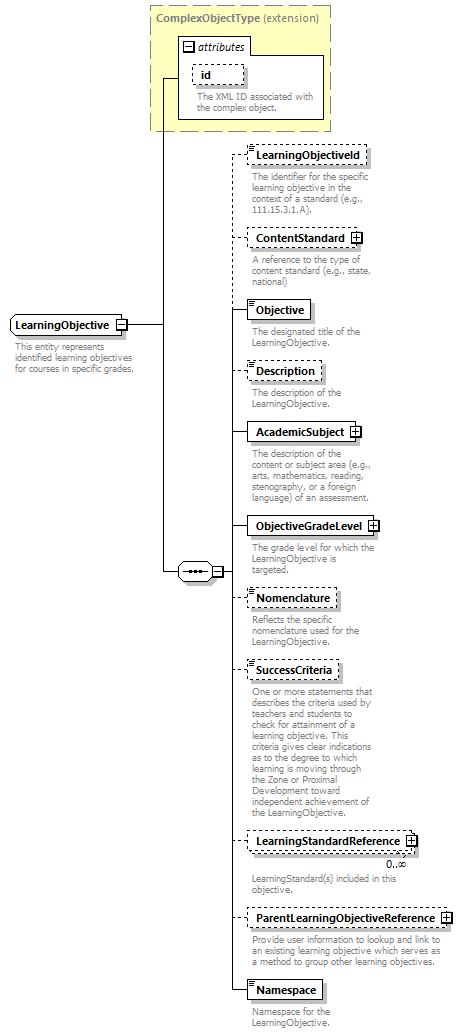 ComplexObjectType (extension)
attributes
id
The XML ID associated with
the complex object.
LearningObjectiveId
The identifier for the specific
learning objective in the
context of a standard (e.g.,
111.15.3.1.A).
ContentStandard
A reference to the type of
content standard (e.g., state,
national)
LearningObjective
This entity represents
identified learning objectives
for courses in specific grades.
Objective
The designated title of the
LearningObjective.
Description
The description of the
LearningObjective.
AcademicSubject
The description of the
content or subject area (e.g.,
arts, mathematics, reading,
stenography, or a foreign
language) of an assessment.
ObjectiveGradeLevel
The grade level for which the
LearningObjective is
targeted.
Nomenclature
Reflects the specific
nomenclature used for the
LearningObjective.
SuccessCriteria
One or more statements that
describes the criteria used by
teachers and students to
check for attainment of a
learning objective. This
criteria gives clear indications
as to the degree to which
learning is moving through
the Zone or Proximal
Development toward
independent achievement of
the LearningObjective.
LearningStandardReference
0..∞
LearningStandard(s) included in this
objective.
ParentLearningObjectiveReference
Provide user information to lookup and link to
an existing learning objective which serves as
a method to group other learning objectives.
Namespace
Namespace for the
LearningObjective.